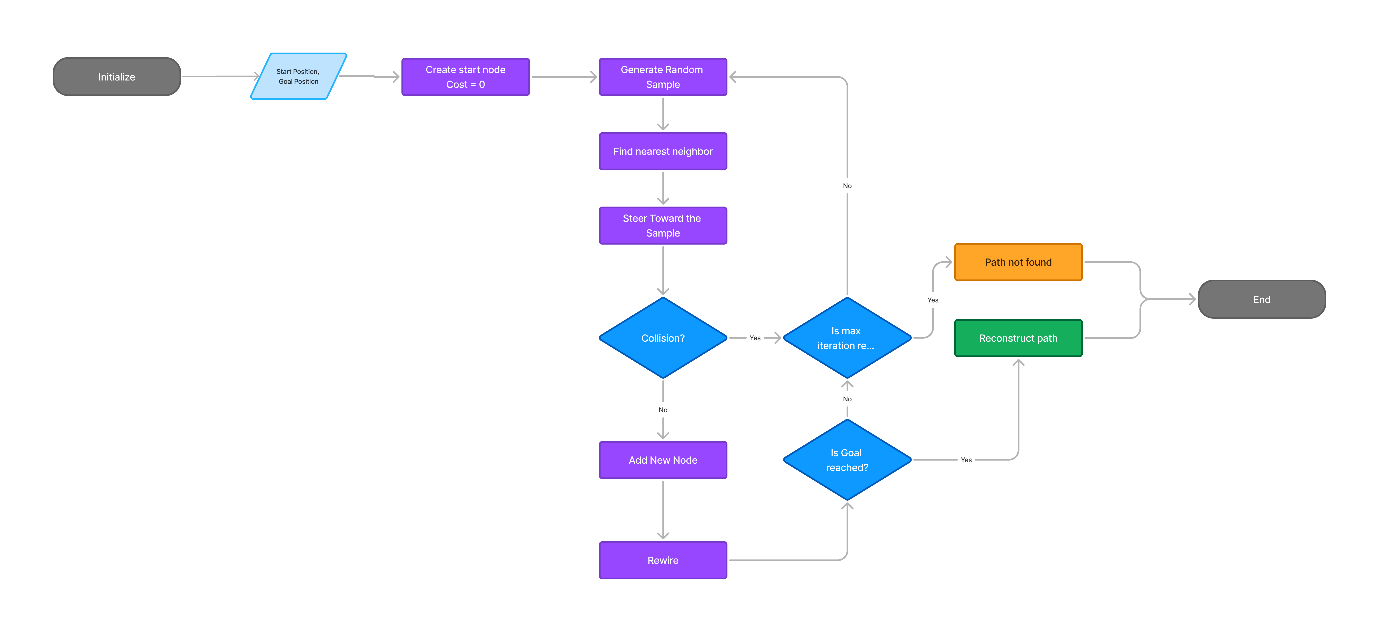 Initialize
Start Position,
Goal Position
Create start node
Cost = 0
Generate Random
Sample
Find nearest neighbor
Steer Toward the
Sample
Collision?
Yes
No
Add New Node
Rewire
Is max
iteration re...
No
Yes
Is Goal
reached?
No
Yes
Path not found
Reconstruct path
End